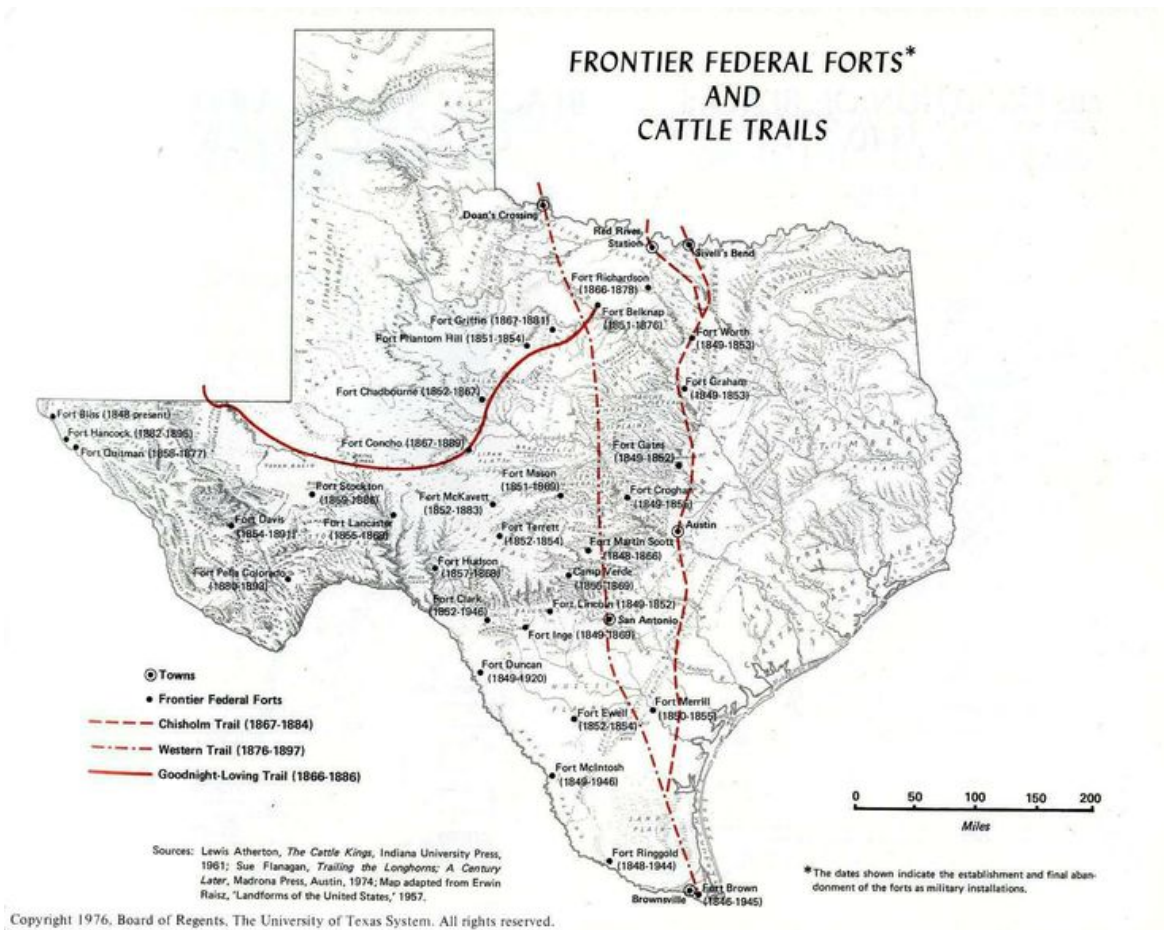 FRONTIER FEDERAL FORTS*
AND
CATTLE TRAILS
Doan's Crossing
Red River
Station
Sivell's Bend
Fort Richardson
(1866-1878)
Fort Belknap
(1851-1876)
Fort Griffin (1867-1881)
Fort Phantom Hill (1851-1854)
Fort Worth
(1849-1853)
Fort Graham
(1849-1853)
Fort Chadbourne (1852-1867)
Fort Bliss (1848-present)
Fort Hancock (1882-1895)
Fort Quitman (1858-1877)
Fort Concho (1867-1889)
Fort Gates
(1849-1852)
Fort Mason
(1851-1869)
Fort Stockton
(1859-1886)
Fort McKavett
(1852-1883)
Fort Croghan
Fort Davis
(1854-1891)
Fort Lancaster
Fort Terrett
(1852-1854)
Austin
Fort Martin Scott
(1848-1866)
Fort Hudson
(1857-1868)
Camp Verde
(1856-1869)
Fort Peña Colorado
(1880-1893)
Fort Clark
(1852-1946)
Fort Lincoln (1849-1852)
San Antonio
Fort Inge (1849-1869)
Fort Duncan
(1849-1920)
Towns
Frontier Federal Forts
Chisholm Trail (1867-1884)
Western Trail (1876-1897)
Goodnight-Loving Trail (1866-1886)
Fort Ewell
(1852-1854)
Fort Merrill
(1850-1855)
Fort McIntosh
(1849-1946)
0 50 100 150 200
Miles
Fort Ringgold
(1848-1944)
Brownsville
Fort Brown
(1846-1945)
Sources: Lewis Atherton, The Cattle Kings, Indiana University Press,
1961; Sue Flanagan, Trailing the Longhorns; A Century
Later, Madrona Press, Austin, 1974; Map adapted from Erwin
Raisz, "Landforms of the United States," 1957.
*The dates shown indicate the establishment and final aban-
donment of the forts as military installations.
Copyright 1976, Board of Regents, The University of Texas System. All rights reserved.